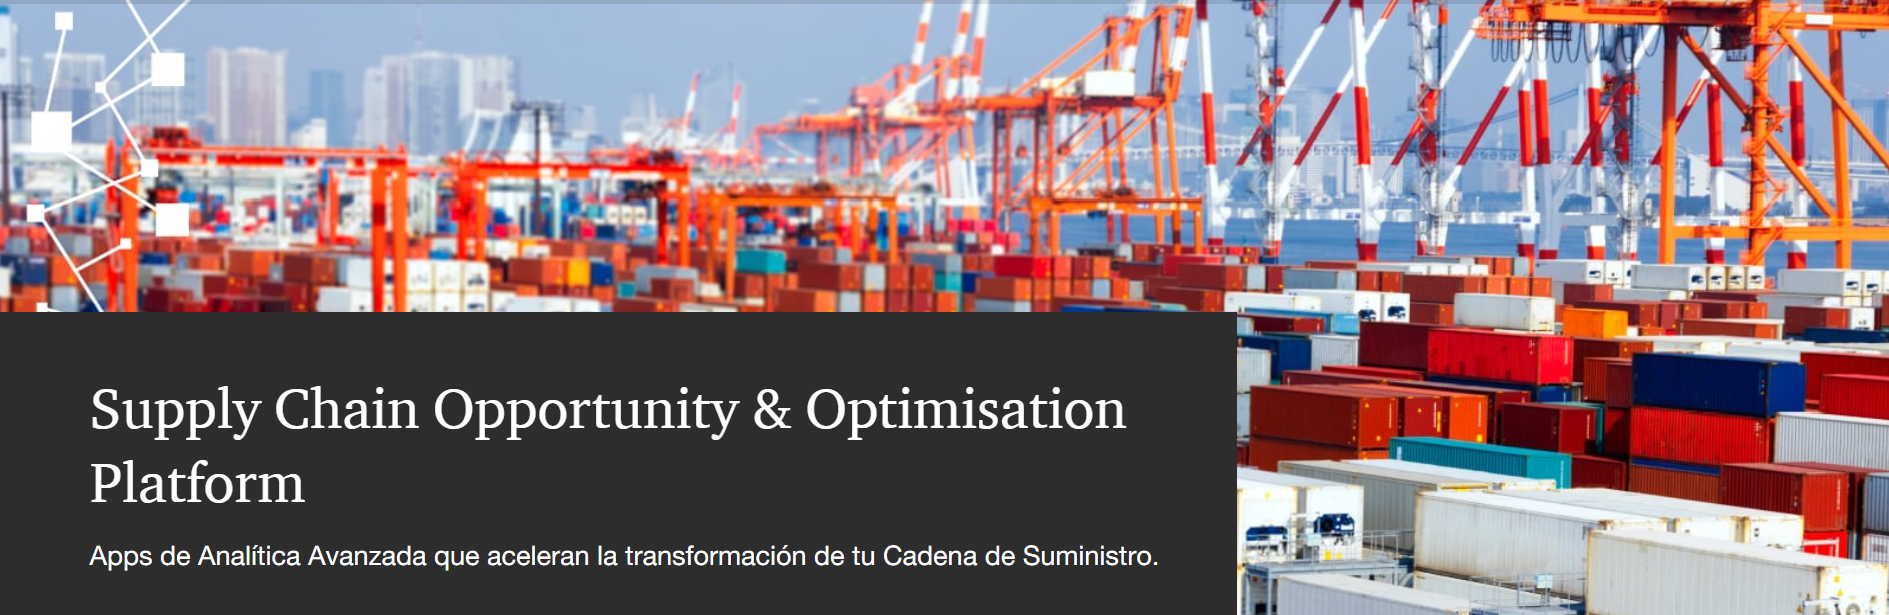 Supply Chain Opportunity & Optimisation
Platform
Apps de Analítica Avanzada que aceleran la transformación de tu Cadena de Suministro.